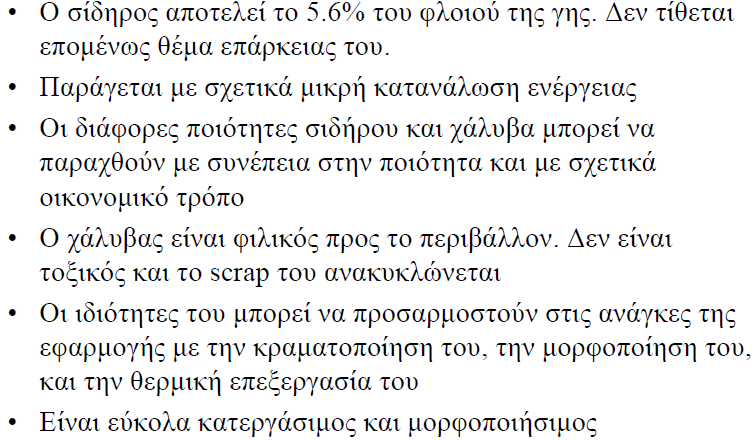 • Ο σίδηρος αποτελεί το 5.6% του φλοιού της γης. Δεν τίθεται
επομένως θέμα επάρκειας του.
• Παράγεται με σχετικά μικρή κατανάλωση ενέργειας
• Οι διάφορες ποιότητες σιδήρου και χάλυβα μπορεί να
παραχθούν με συνέπεια στην ποιότητα και με σχετικά
οικονομικό τρόπο
• Ο χάλυβας είναι φιλικός προς το περιβάλλον. Δεν είναι
τοξικός και το scrap του ανακυκλώνεται
• Οι ιδιότητες του μπορεί να προσαρμοστούν στις ανάγκες της
εφαρμογής με την κραματοποίηση του, την μορφοποίηση του,
και την θερμική επεξεργασία του
• Είναι εύκολα κατεργάσιμος και μορφοποιήσιμος